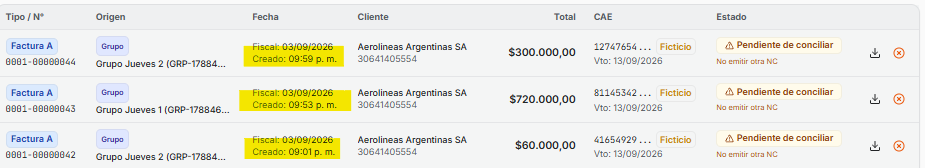 Tipo / N° Origen Fecha Cliente Total CAE Estado
Factura A Grupo Fiscal: 03/09/2026 Aerolineas Argentinas SA $300.000,00 12747654... Ficticio Pendiente de conciliar
0001-00000044 Grupo Jueves 2 (GRP-17884... Creado: 09:59 p. m. 30641405554 Vto: 13/09/2026 No emitir otra NC
Factura A Grupo Fiscal: 03/09/2026 Aerolineas Argentinas SA $720.000,00 81145342... Ficticio Pendiente de conciliar
0001-00000043 Grupo Jueves 1 (GRP-178846... Creado: 09:53 p. m. 30641405554 Vto: 13/09/2026 No emitir otra NC
Factura A Grupo Fiscal: 03/09/2026 Aerolineas Argentinas SA $60.000,00 41654929... Ficticio Pendiente de conciliar
0001-00000042 Grupo Jueves 2 (GRP-17884... Creado: 09:01 p. m. 30641405554 Vto: 13/09/2026 No emitir otra NC